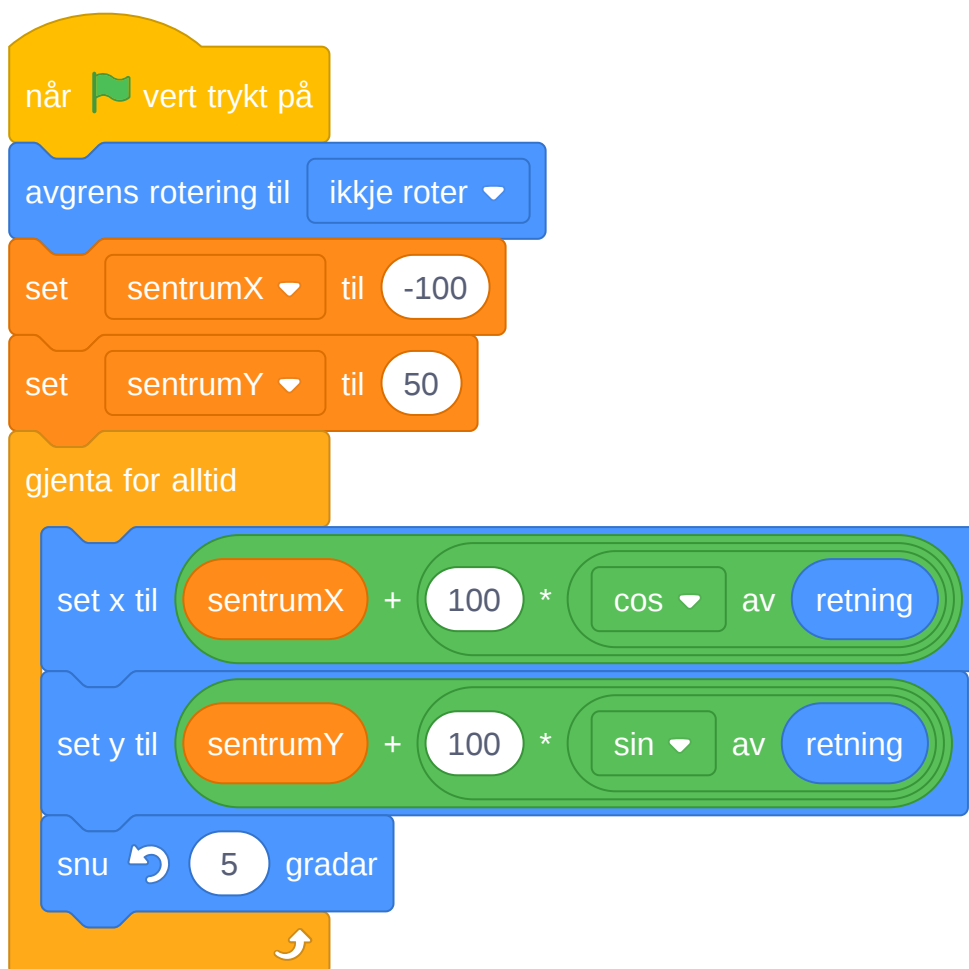 når vert trykt på
avgrens rotering til ikkje roter
set sentrumX til -100
set sentrumY til 50
gjenta for alltid
set x til sentrumX + 100 * cos av retning
set y til sentrumY + 100 * sin av retning
snu 5 gradar